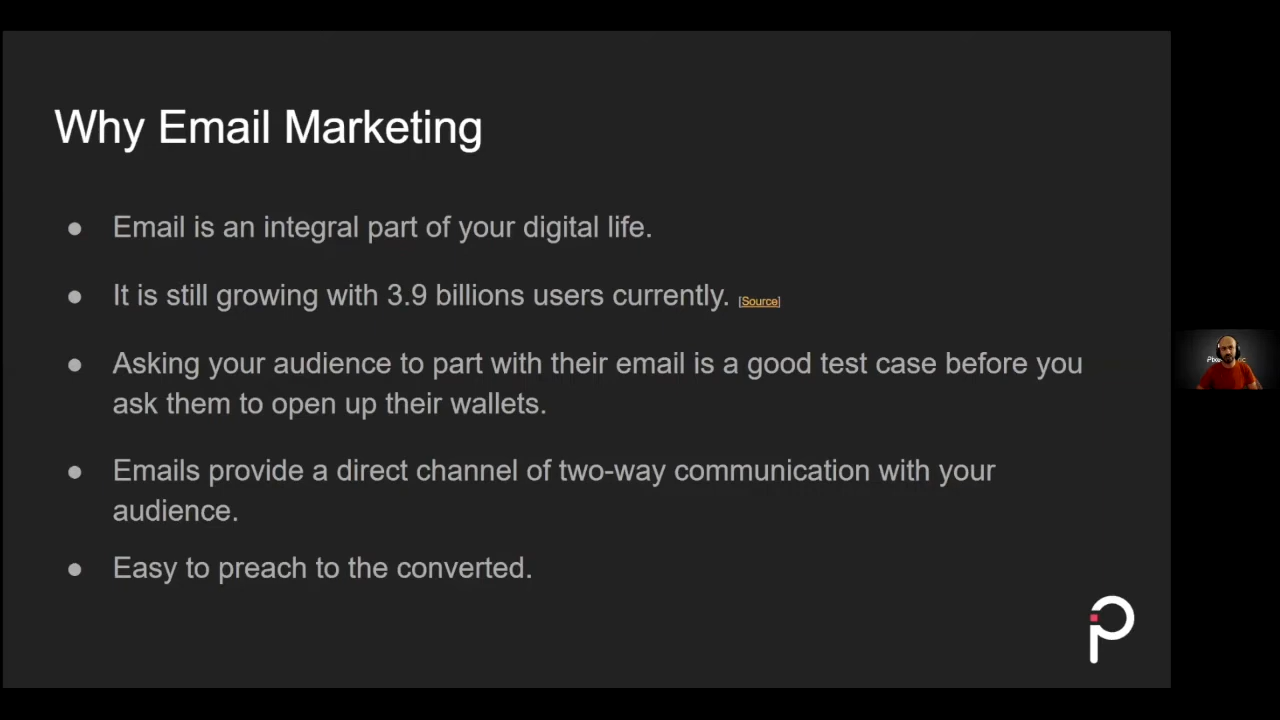 Why Email Marketing
● Email is an integral part of your digital life.
● It is still growing with 3.9 billions users currently. [Source]
● Asking your audience to part with their email is a good test case before you
ask them to open up their wallets.
● Emails provide a direct channel of two-way communication with your
audience.
● Easy to preach to the converted.